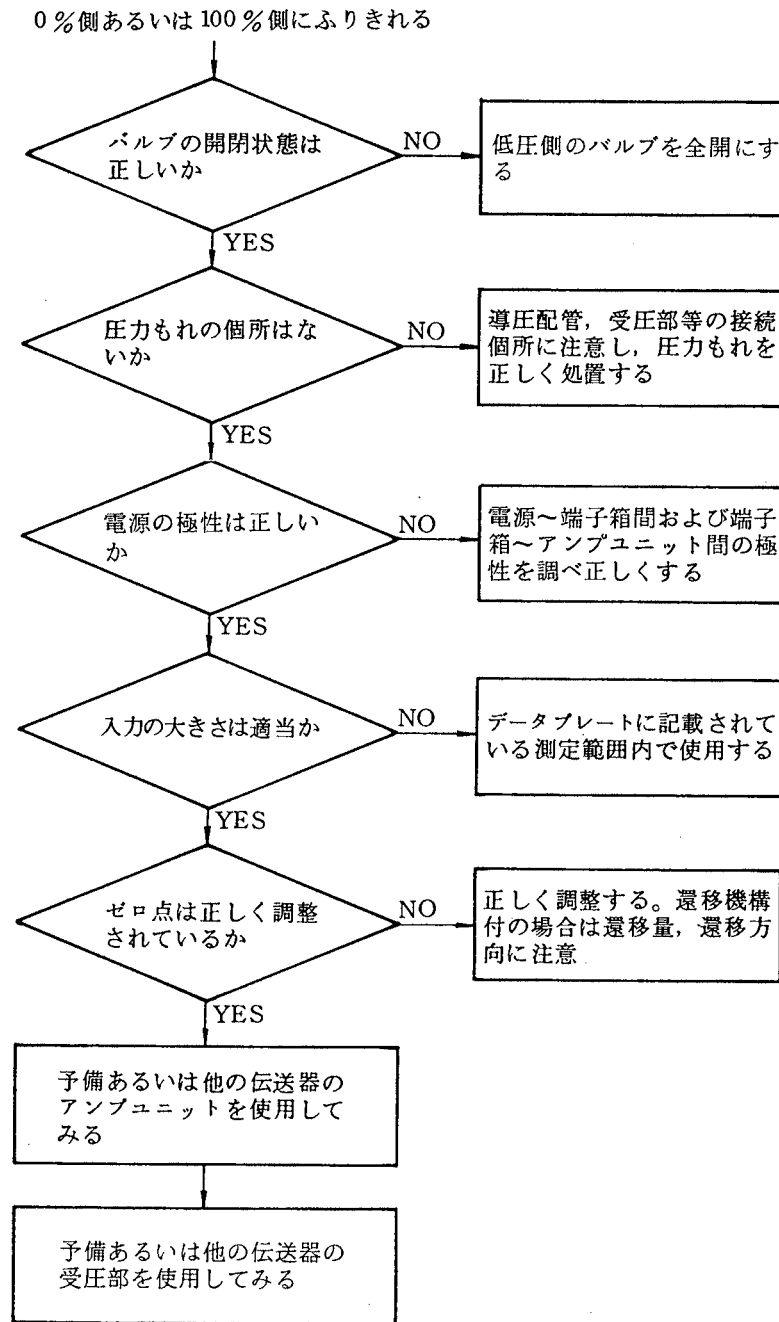 0%側あるいは100%側にふりきれる
バルブの開閉状態は
正しいか
NO
低圧側のバルブを全開にす
る
YES
圧力もれの個所はな
いか
NO
導圧配管，受圧部等の接続
個所に注意し，圧力もれを
正しく処置する
YES
電源の極性は正しい
か
NO
電源～端子箱間および端子
箱～アンプユニット間の極
性を調べ正しくする
YES
入力の大きさは適当か
NO
データプレートに記載されて
いる測定範囲内で使用する
YES
ゼロ点は正しく調整
されているか
NO
正しく調整する。還移機構
付の場合は還移量，還移方
向に注意
YES
予備あるいは他の伝送器の
アンプユニットを使用して
みる
予備あるいは他の伝送器の
受圧部を使用してみる